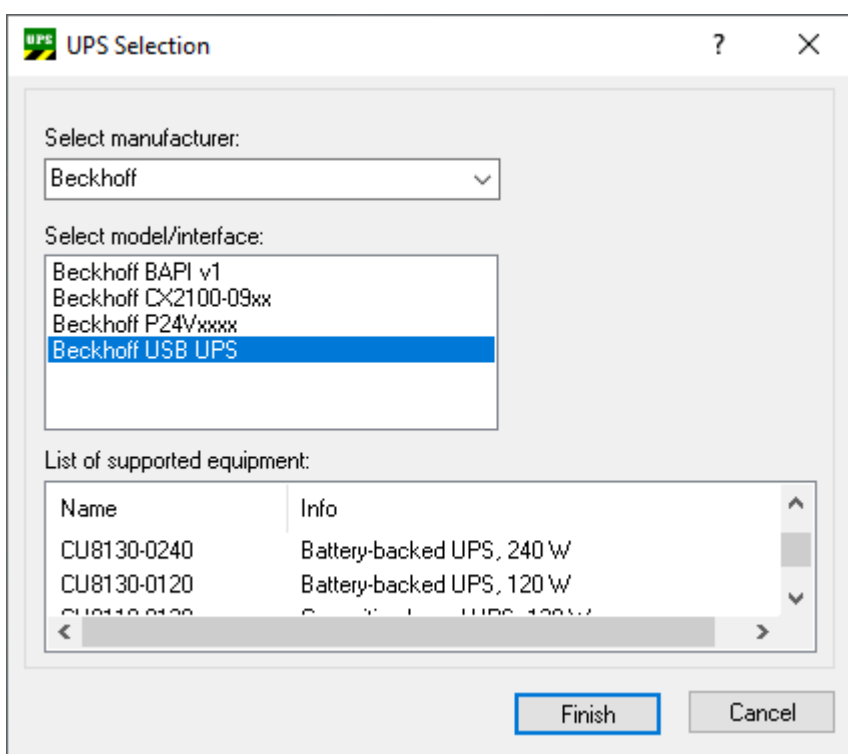 UPS
UPS Selection
?
Select manufacturer:
Beckhoff
Select model/interface:
Beckhoff BAPI v1
Beckhoff CX2100-09xx
Beckhoff P24Vxxxx
Beckhoff USB UPS
List of supported equipment:
Name Info
CU8130-0240 Battery-backed UPS, 240 W
CU8130-0120 Battery-backed UPS, 120 W
Finish Cancel